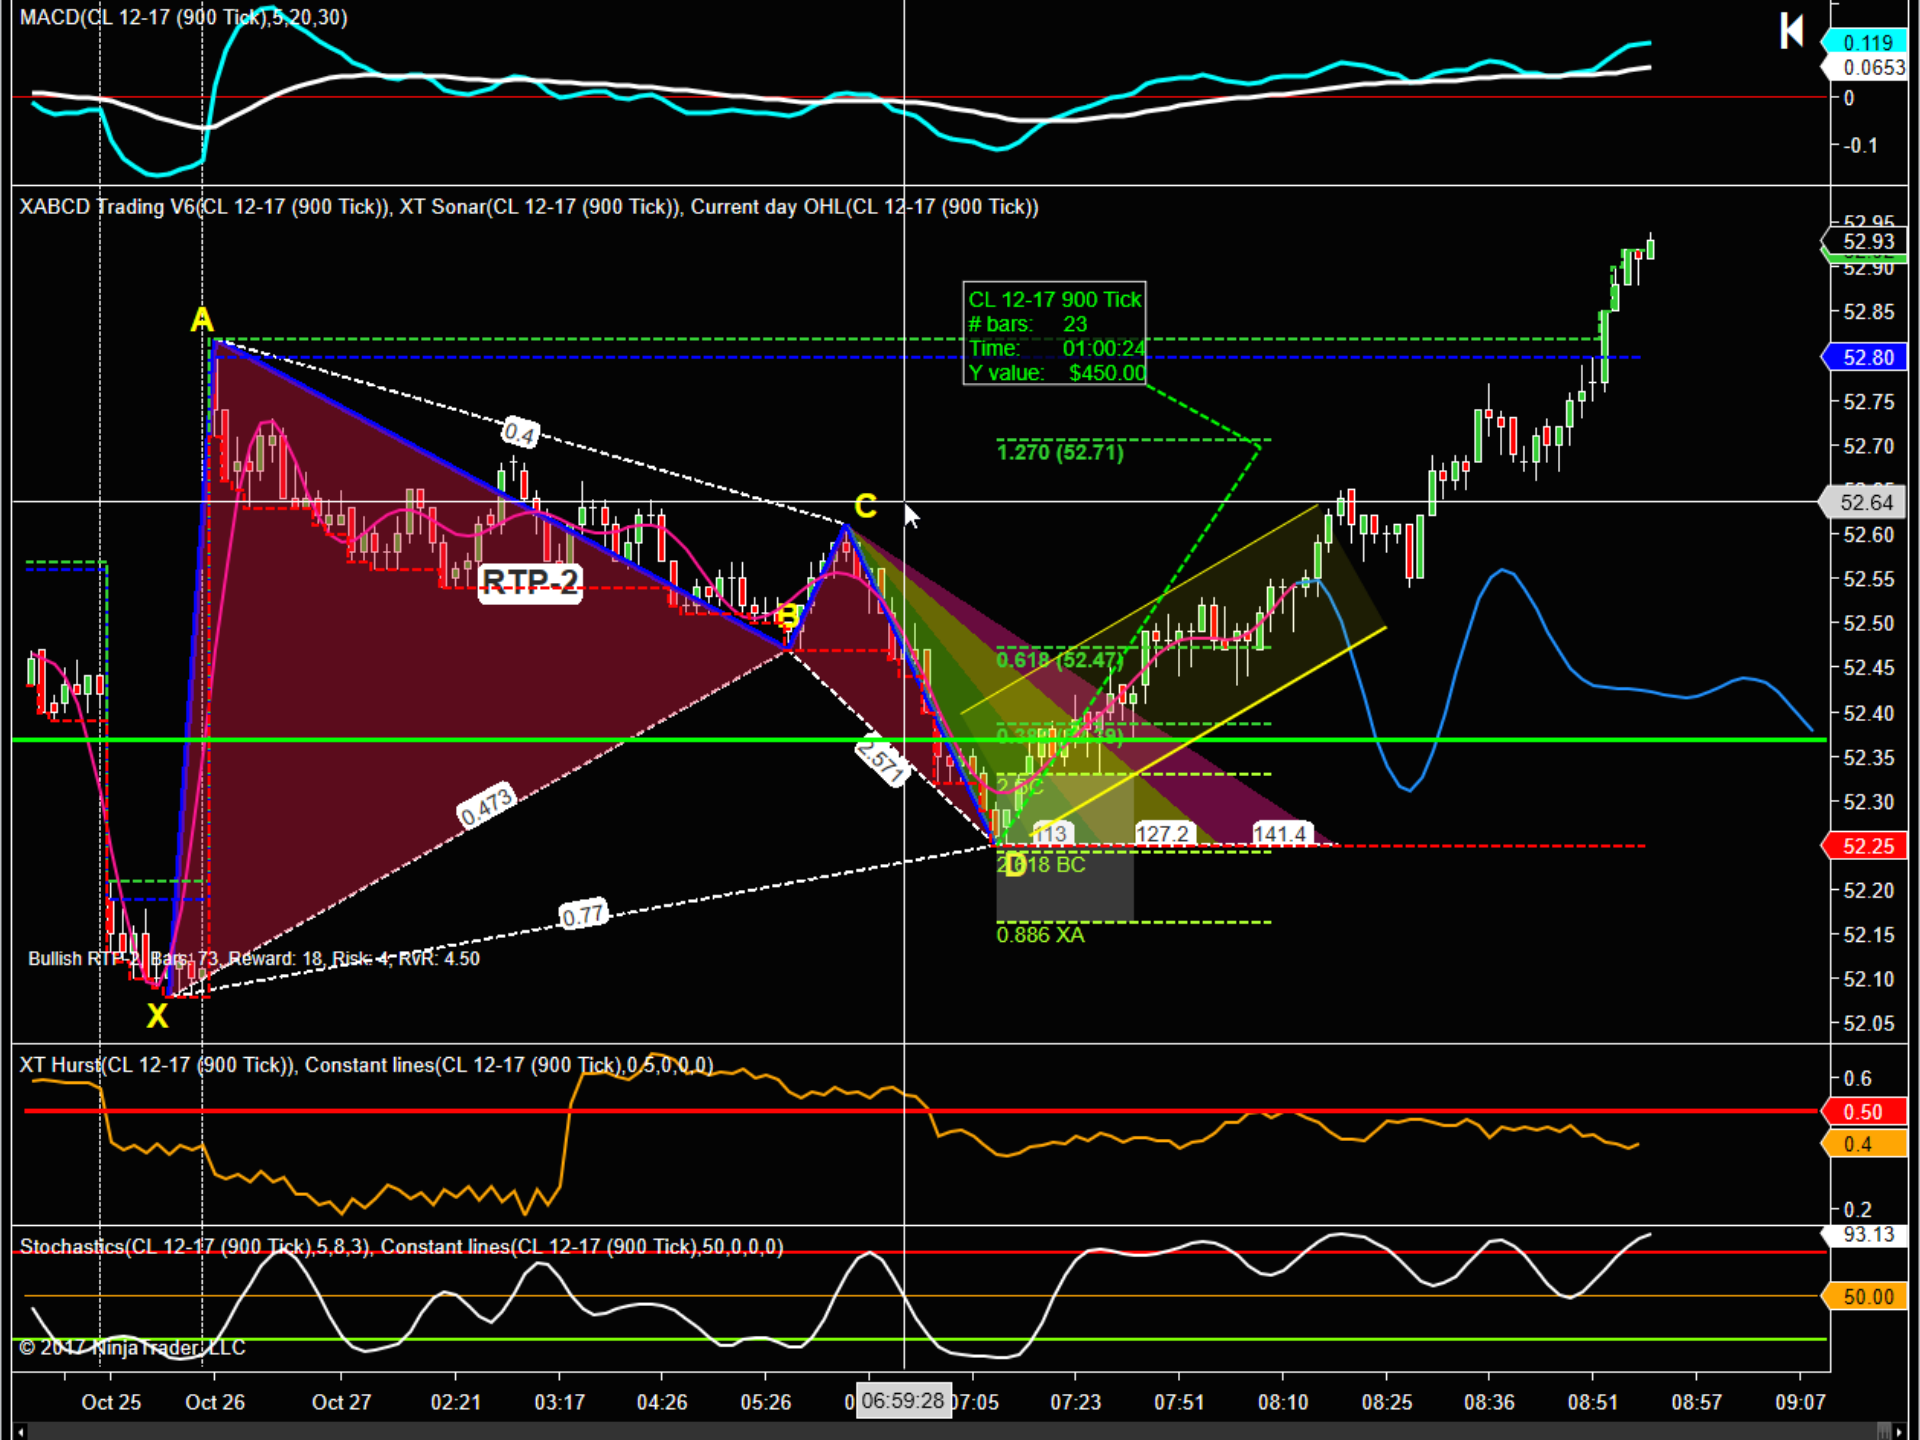 MACD(CL 12-17 (900 Tick),5,20,30)
0.119
0.0653
0
-0.1
XABCD Trading V6(CL 12-17 (900 Tick)), XT Sonar(CL 12-17 (900 Tick)), Current day OHL(CL 12-17 (900 Tick))
52.95
52.93
52.90
52.85
52.80
52.75
52.70
52.64
52.60
52.55
52.50
52.45
52.40
52.35
52.30
52.25
52.20
52.15
52.10
52.05
A
CL 12-17 900 Tick
# bars: 23
Time: 01:00:24
Y value: $450.00
0.4
1.270 (52.71)
C
RTP-2
B
0.618 (52.47)
2.571
0.473
113
127.2
141.4
D
2.618 BC
0.77
0.886 XA
Bullish RTP-2, Bars: 73, Reward: 18, Risk: 4, RVR: 4.50
X
XT Hurst(CL 12-17 (900 Tick)), Constant lines(CL 12-17 (900 Tick),0.5,0,0,0)
0.6
0.50
0.4
0.2
Stochastics(CL 12-17 (900 Tick),5,8,3), Constant lines(CL 12-17 (900 Tick),50,0,0,0)
93.13
50.00
© 2017 NinjaTrader, LLC
Oct 25
Oct 26
Oct 27
02:21
03:17
04:26
05:26
06:59:28
07:05
07:23
07:51
08:10
08:25
08:36
08:51
08:57
09:07